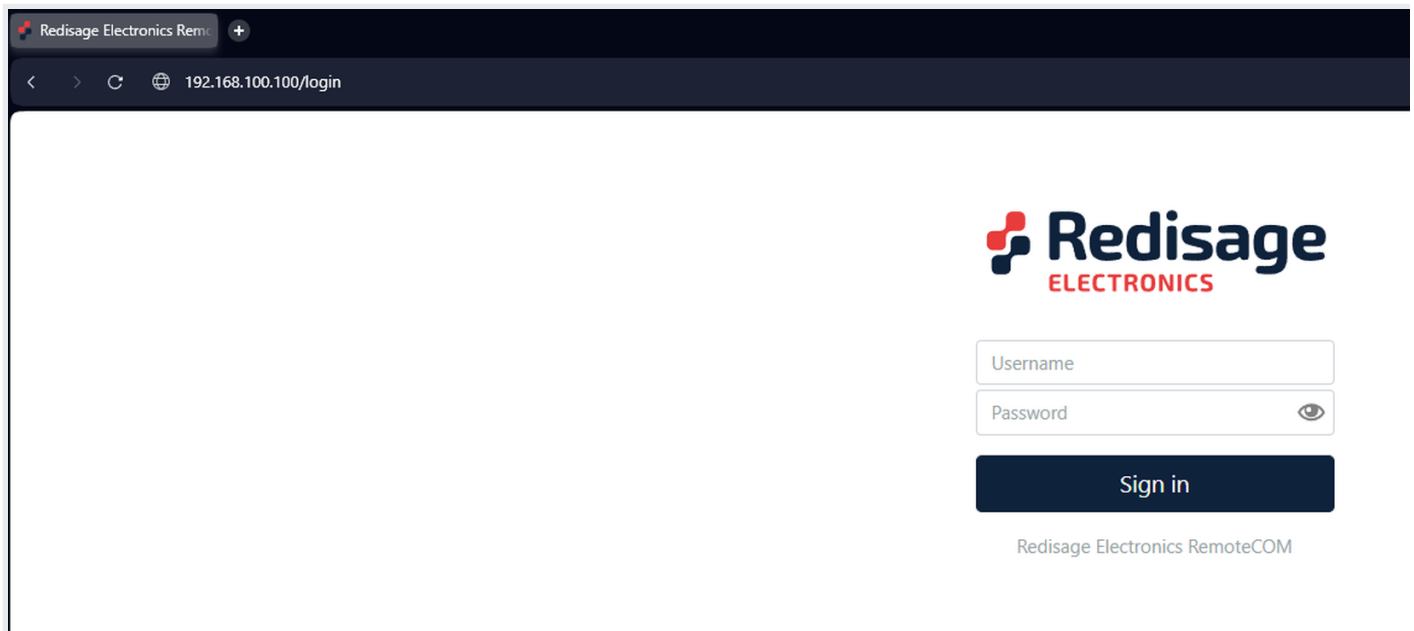 Redisage Electronics Remo
192.168.100.100/login
Redisage
ELECTRONICS
Username
Password
Sign in
Redisage Electronics RemoteCOM